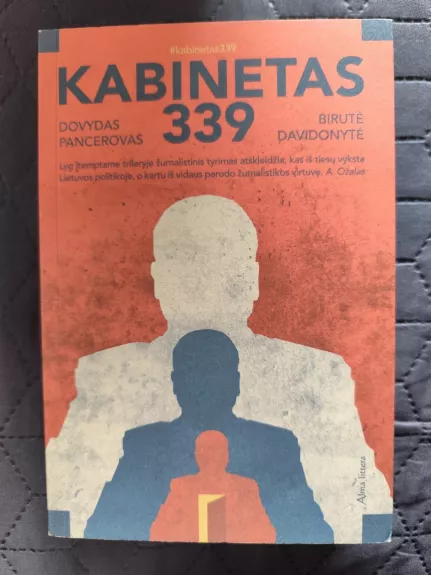 #kabinetas339
KABINETAS
DOVYDAS
PANCEROVAS
339
BIRUTĖ
DAVIDONYTĖ
Lyg įtemptame trileryje žurnalistinis tyrimas atskleidžia, kas iš tiesų vyksta
Lietuvos politikoje, o kartu iš vidaus parodo žurnalistikos virtuvę. A. Ožalas
Alma littera